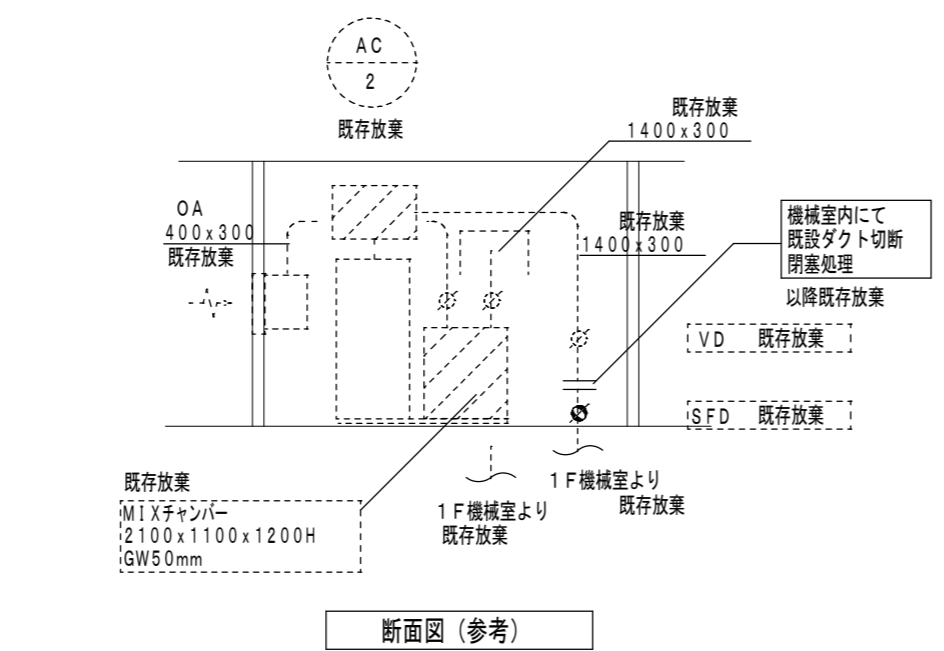 ＡＣ
２
既存放棄
既存放棄
１４００ｘ３００
ＯＡ
４００ｘ３００
既存放棄
既存放棄
１４００ｘ３００
機械室内にて
既設ダクト切断
閉塞処理
以降既存放棄
ＶＤ　既存放棄
ＳＦＤ　既存放棄
既存放棄
ＭＩＸチャンバー
２１００ｘ１１００ｘ１２００Ｈ
GW50mm
１Ｆ機械室より
既存放棄
１Ｆ機械室より
既存放棄
断面図（参考）